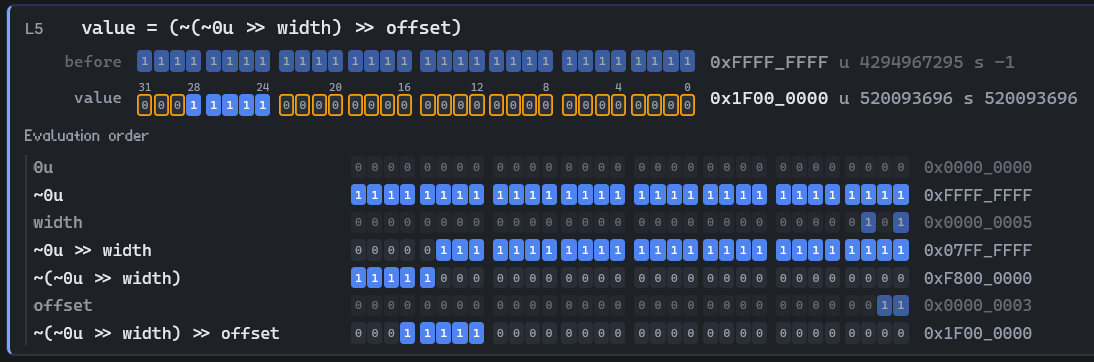 L5 value = (~(~0u >> width) >> offset)
before 1111 1111 1111 1111 1111 1111 1111 1111 0xFFFF_FFFF u 4294967295 s -1
31 28 24 20 16 12 8 4 0
value 0001 1111 0000 0000 0000 0000 0000 0000 0x1F00_0000 u 520093696 s 520093696
Evaluation order
0u 0000 0000 0000 0000 0000 0000 0000 0000 0x0000_0000
~0u 1111 1111 1111 1111 1111 1111 1111 1111 0xFFFF_FFFF
width 0000 0000 0000 0000 0000 0000 0000 0101 0x0000_0005
~0u >> width 0000 0111 1111 1111 1111 1111 1111 1111 0x07FF_FFFF
~(~0u >> width) 1111 1000 0000 0000 0000 0000 0000 0000 0xF800_0000
offset 0000 0000 0000 0000 0000 0000 0000 0011 0x0000_0003
~(~0u >> width) >> offset 0001 1111 0000 0000 0000 0000 0000 0000 0x1F00_0000